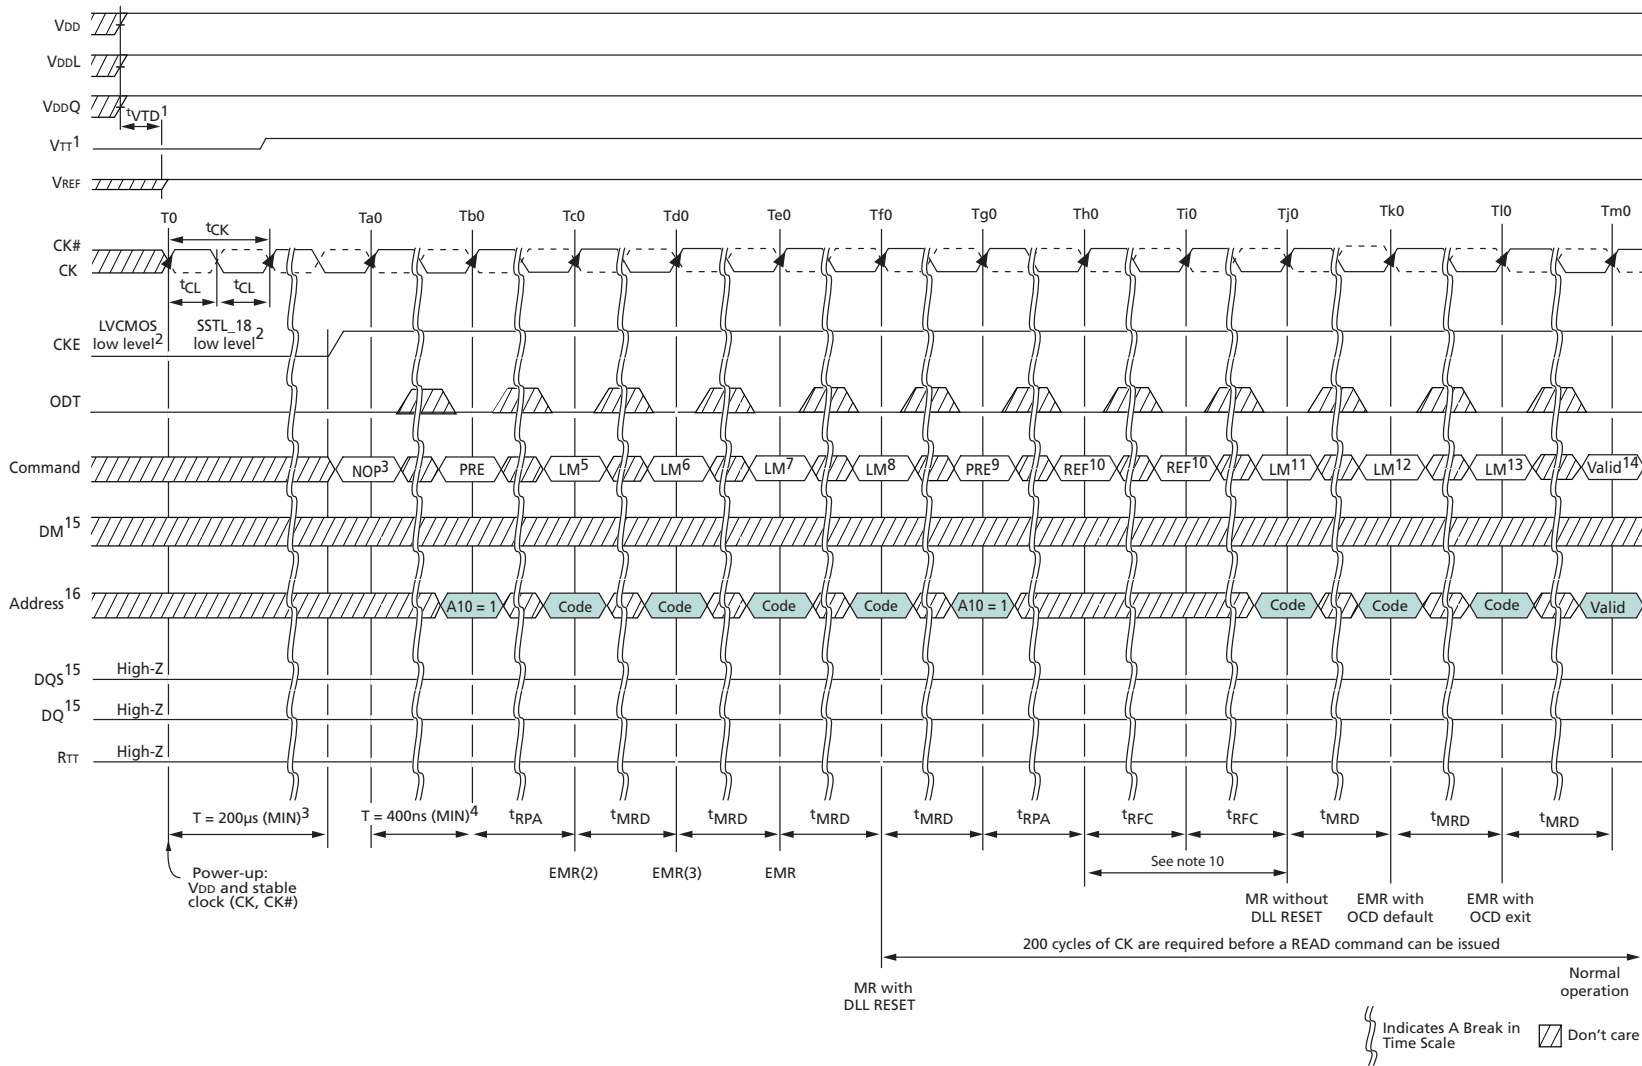 VDD
VDDL
VDDQ
tVTD1
VTT1
VREF
T0 Ta0 Tb0 Tc0 Td0 Te0 Tf0 Tg0 Th0 Ti0 Tj0 Tk0 Tl0 Tm0
tCK
CK#
CK
tCL tCL
LVCMOS
low level2
SSTL_18
low level2
CKE
ODT
Command NOP3 PRE LM5 LM6 LM7 LM8 PRE9 REF10 REF10 LM11 LM12 LM13 Valid14
DM15
Address16 A10 = 1 Code Code Code Code A10 = 1 Code Code Code Valid
DQS15 High-Z
DQ15 High-Z
RTT High-Z
T = 200µs (MIN)3 T = 400ns (MIN)4 tRPA tMRD tMRD tMRD tMRD tRPA tRFC tRFC tMRD tMRD tMRD
See note 10
Power-up:
VDD and stable
clock (CK, CK#)
EMR(2) EMR(3) EMR
MR without
DLL RESET
EMR with
OCD default
EMR with
OCD exit
200 cycles of CK are required before a READ command can be issued
MR with
DLL RESET
Normal
operation
Indicates A Break in
Time Scale
Don't care